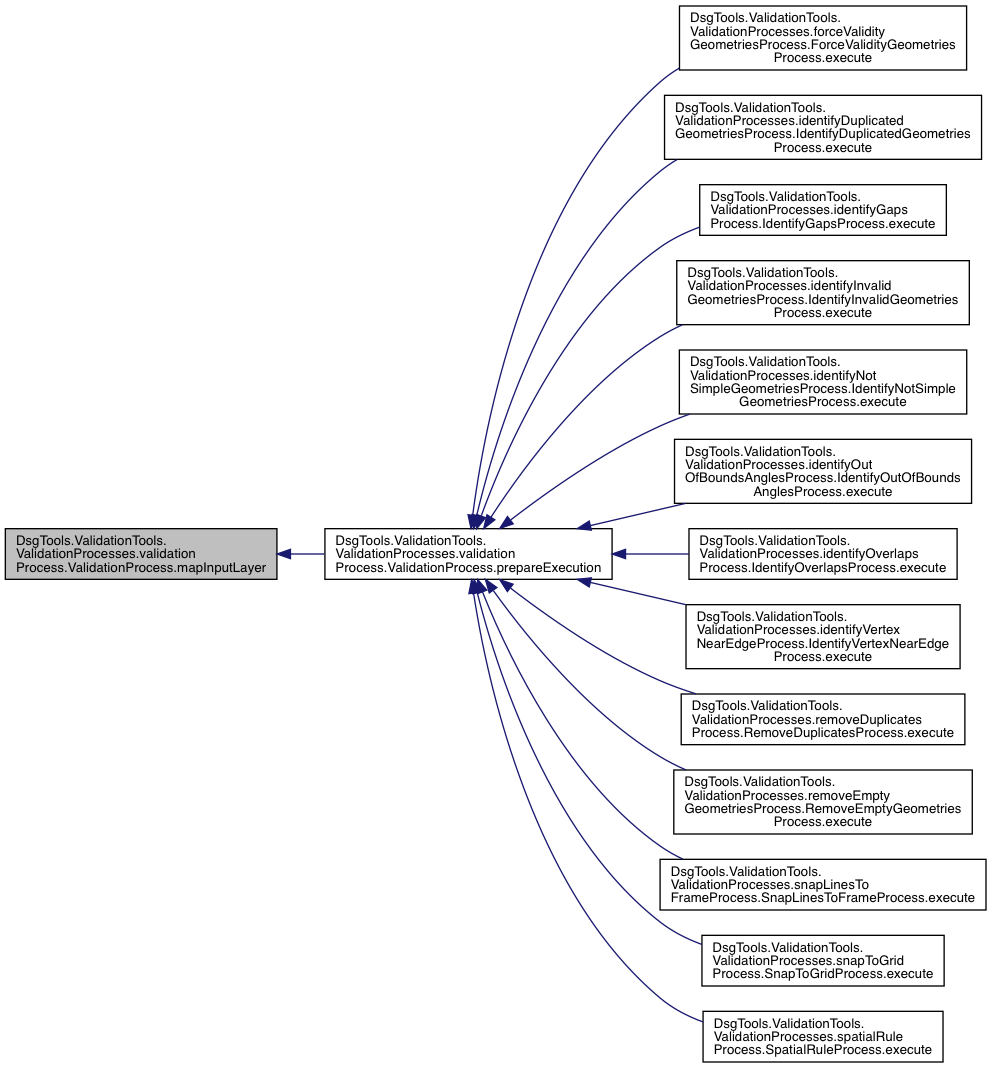 DsgTools.ValidationTools.
ValidationProcesses.forceValidity
GeometriesProcess.ForceValidityGeometries
Process.execute
DsgTools.ValidationTools.
ValidationProcesses.identifyDuplicated
GeometriesProcess.IdentifyDuplicatedGeometries
Process.execute
DsgTools.ValidationTools.
ValidationProcesses.identifyGaps
Process.IdentifyGapsProcess.execute
DsgTools.ValidationTools.
ValidationProcesses.identifyInvalid
GeometriesProcess.IdentifyInvalidGeometries
Process.execute
DsgTools.ValidationTools.
ValidationProcesses.identifyNot
SimpleGeometriesProcess.IdentifyNotSimple
GeometriesProcess.execute
DsgTools.ValidationTools.
ValidationProcesses.identifyOut
OfBoundsAnglesProcess.IdentifyOutOfBounds
AnglesProcess.execute
DsgTools.ValidationTools.
ValidationProcesses.validation
Process.ValidationProcess.mapInputLayer
DsgTools.ValidationTools.
ValidationProcesses.validation
Process.ValidationProcess.prepareExecution
DsgTools.ValidationTools.
ValidationProcesses.identifyOverlaps
Process.IdentifyOverlapsProcess.execute
DsgTools.ValidationTools.
ValidationProcesses.identifyVertex
NearEdgeProcess.IdentifyVertexNearEdge
Process.execute
DsgTools.ValidationTools.
ValidationProcesses.removeDuplicates
Process.RemoveDuplicatesProcess.execute
DsgTools.ValidationTools.
ValidationProcesses.removeEmpty
GeometriesProcess.RemoveEmptyGeometries
Process.execute
DsgTools.ValidationTools.
ValidationProcesses.snapLinesTo
FrameProcess.SnapLinesToFrameProcess.execute
DsgTools.ValidationTools.
ValidationProcesses.snapToGrid
Process.SnapToGridProcess.execute
DsgTools.ValidationTools.
ValidationProcesses.spatialRule
Process.SpatialRuleProcess.execute